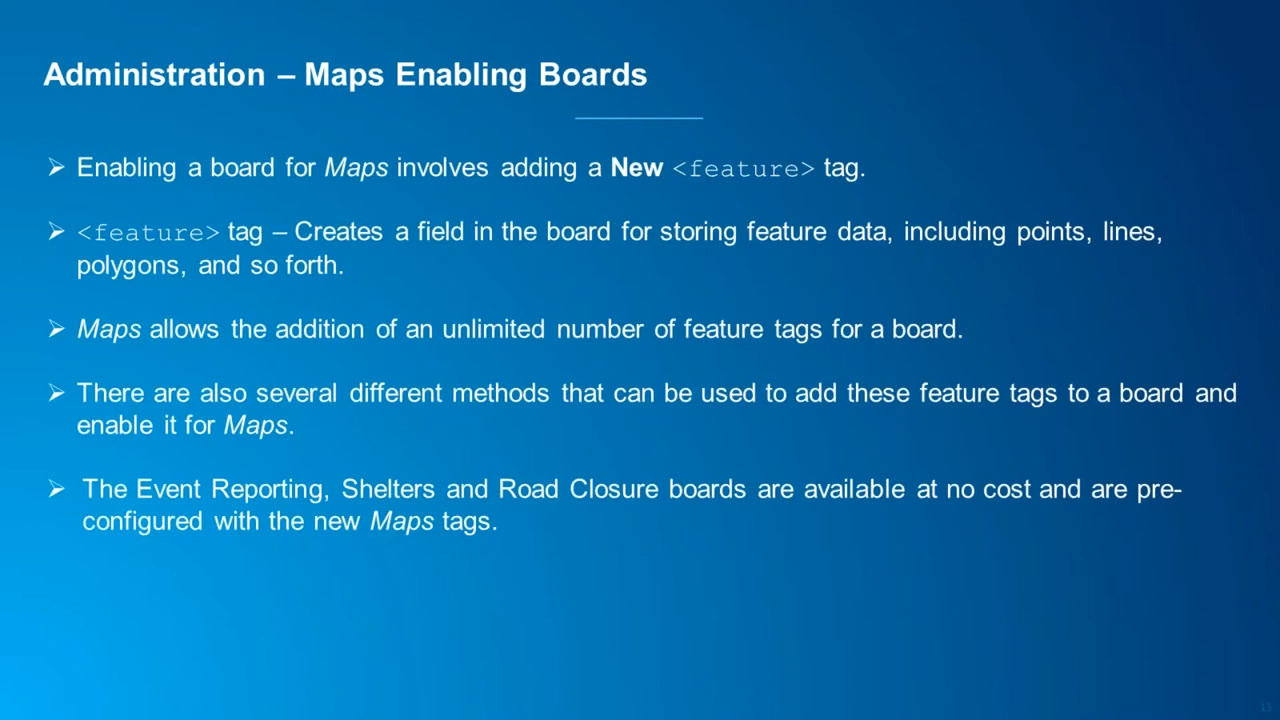 Administration – Maps Enabling Boards
➢ Enabling a board for Maps involves adding a New <feature> tag.
➢ <feature> tag – Creates a field in the board for storing feature data, including points, lines,
polygons, and so forth.
➢ Maps allows the addition of an unlimited number of feature tags for a board.
➢ There are also several different methods that can be used to add these feature tags to a board and
enable it for Maps.
➢ The Event Reporting, Shelters and Road Closure boards are available at no cost and are pre-
configured with the new Maps tags.
13